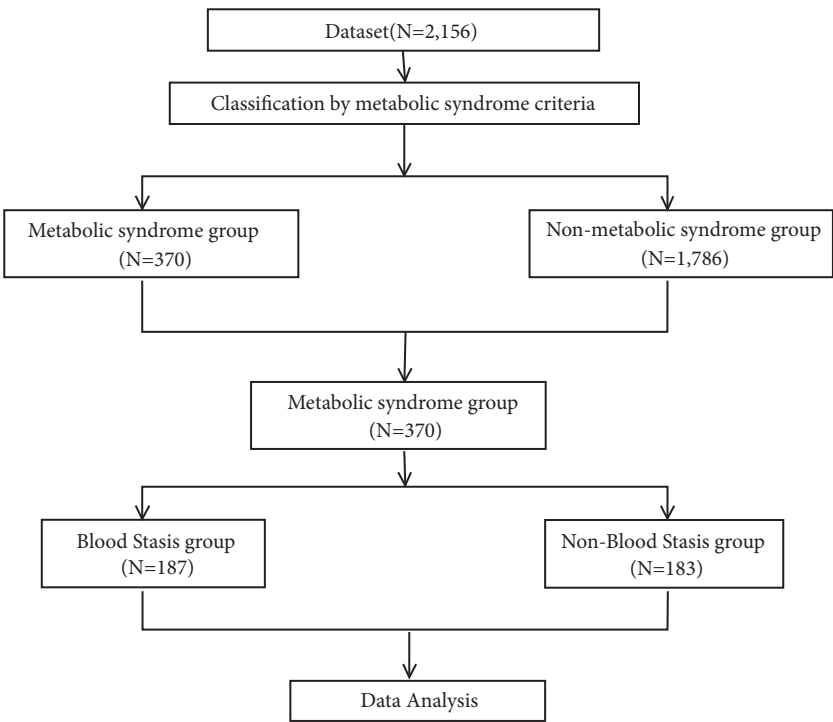 Dataset(N=2,156)
Classification by metabolic syndrome criteria
Metabolic syndrome group
(N=370)
Non-metabolic syndrome group
(N=1,786)
Metabolic syndrome group
(N=370)
Blood Stasis group
(N=187)
Non-Blood Stasis group
(N=183)
Data Analysis